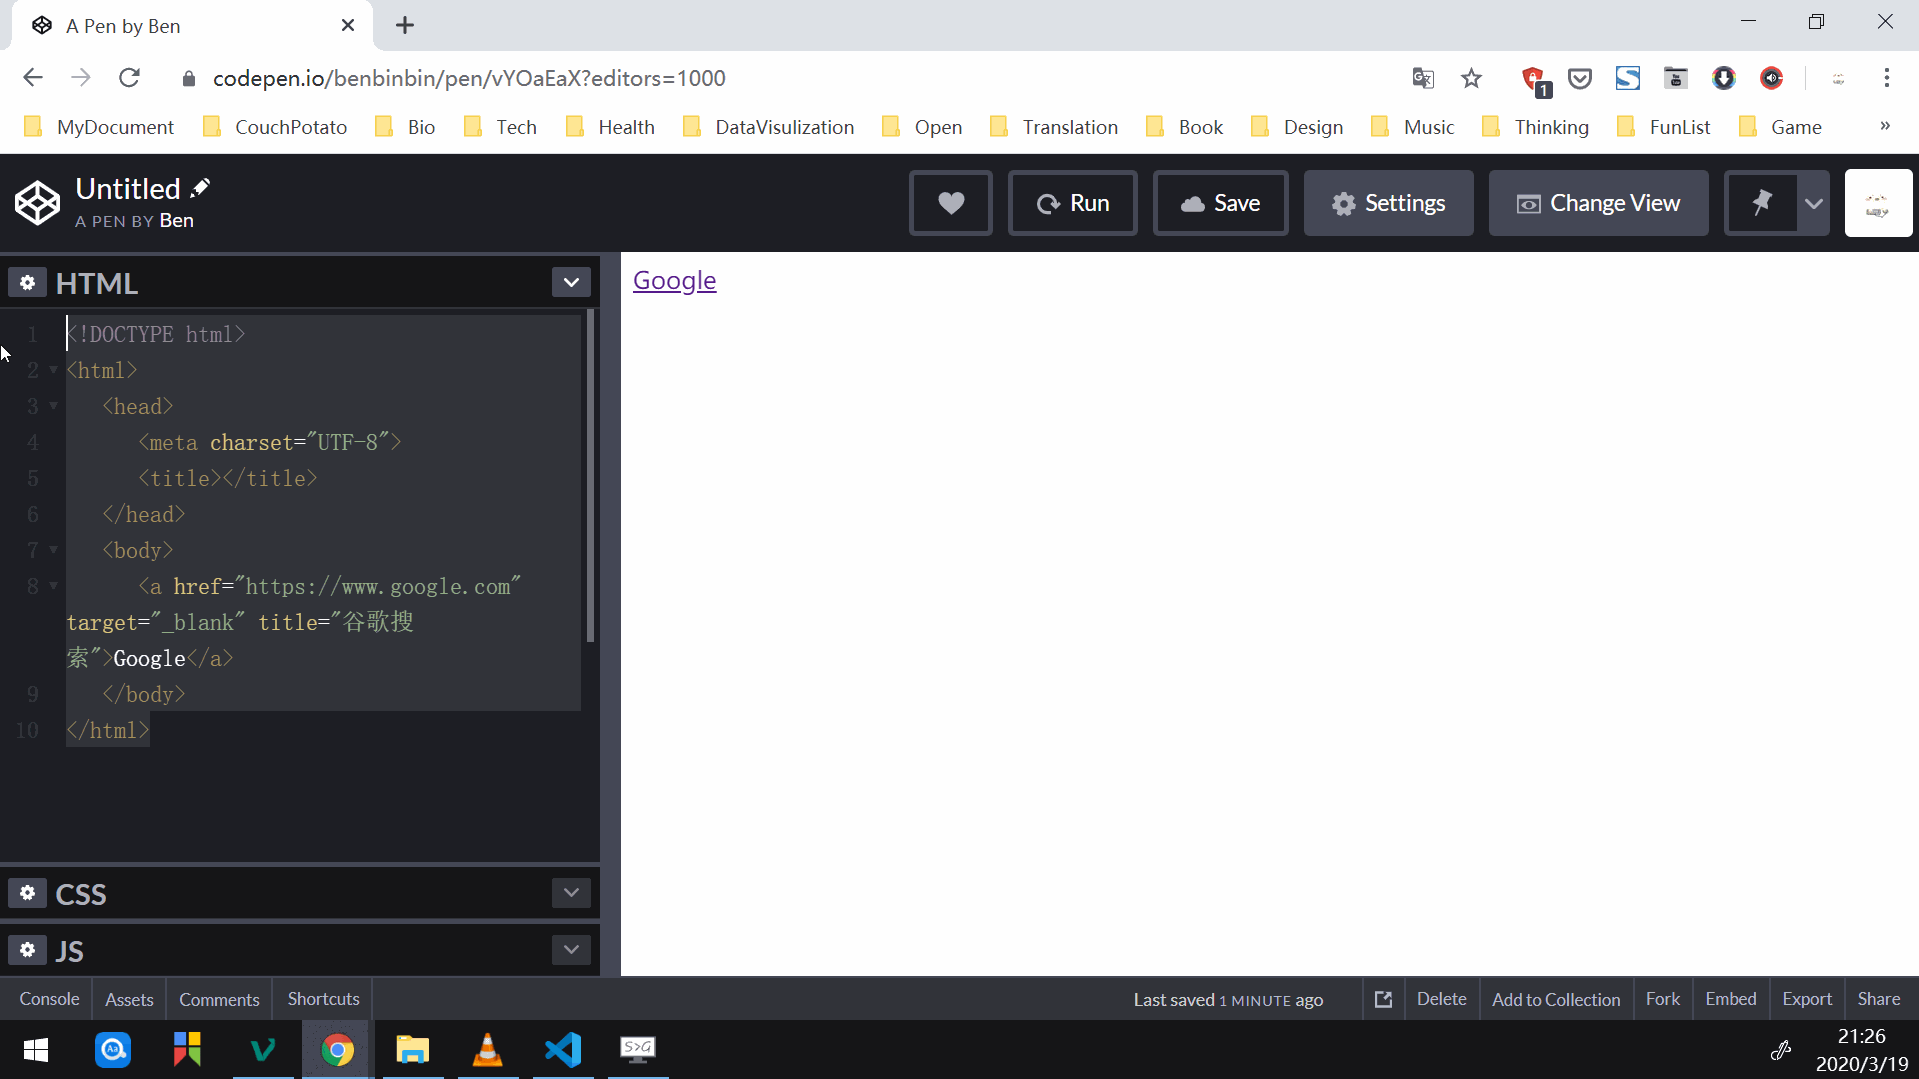 A Pen by Ben
codepen.io/benbinbin/pen/vYOaEaX?editors=1000
1
MyDocument CouchPotato Bio Tech Health DataVisulization Open Translation Book Design Music Thinking FunList Game »
Untitled
A PEN BY Ben
Run Save Settings Change View
HTML
Google
1 <!DOCTYPE html>
2 <html>
3 <head>
4 <meta charset="UTF-8">
5 <title></title>
6 </head>
7 <body>
8 <a href="https://www.google.com"
target="_blank" title="谷歌搜
索">Google</a>
9 </body>
10 </html>
CSS
JS
Console Assets Comments Shortcuts Last saved 1 MINUTE ago Delete Add to Collection Fork Embed Export Share
Aa
S>G
21:26
2020/3/19